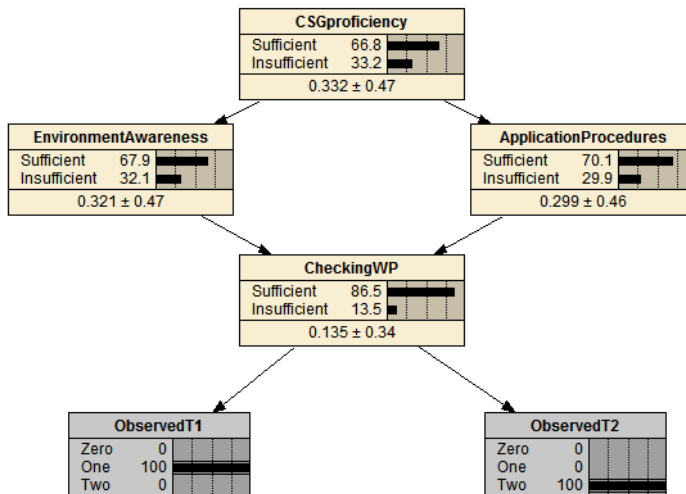 CSGproficiency
Sufficient 66.8
Insufficient 33.2
0.332 ± 0.47
EnvironmentAwareness
Sufficient 67.9
Insufficient 32.1
0.321 ± 0.47
ApplicationProcedures
Sufficient 70.1
Insufficient 29.9
0.299 ± 0.46
CheckingWP
Sufficient 86.5
Insufficient 13.5
0.135 ± 0.34
ObservedT1
Zero 0
One 100
Two 0
ObservedT2
Zero 0
One 0
Two 100